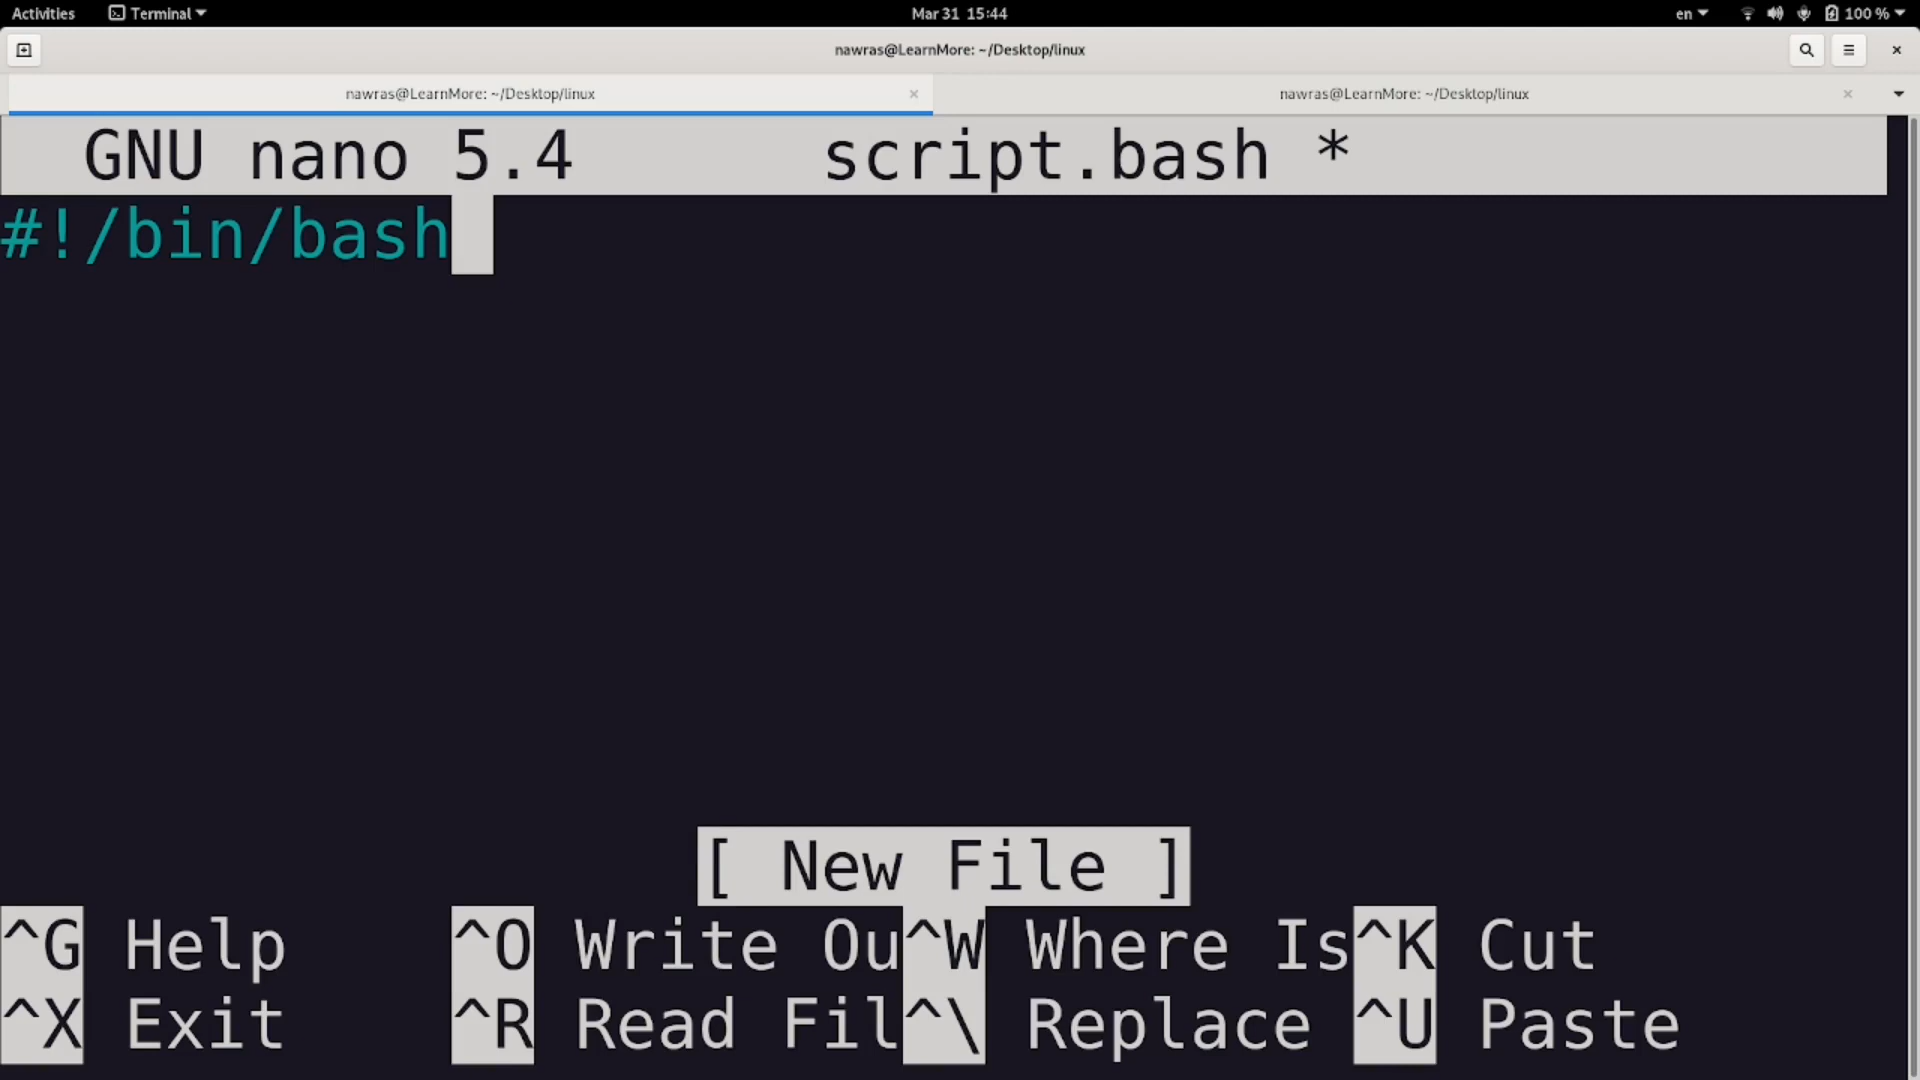 Activities Terminal Mar 31 15:44 en 100 %
nawras@LearnMore: ~/Desktop/linux
nawras@LearnMore: ~/Desktop/linux nawras@LearnMore: ~/Desktop/linux
GNU nano 5.4 script.bash *
#!/bin/bash
[ New File ]
^G Help ^O Write Ou^W Where Is^K Cut
^X Exit ^R Read Fil^\ Replace ^U Paste